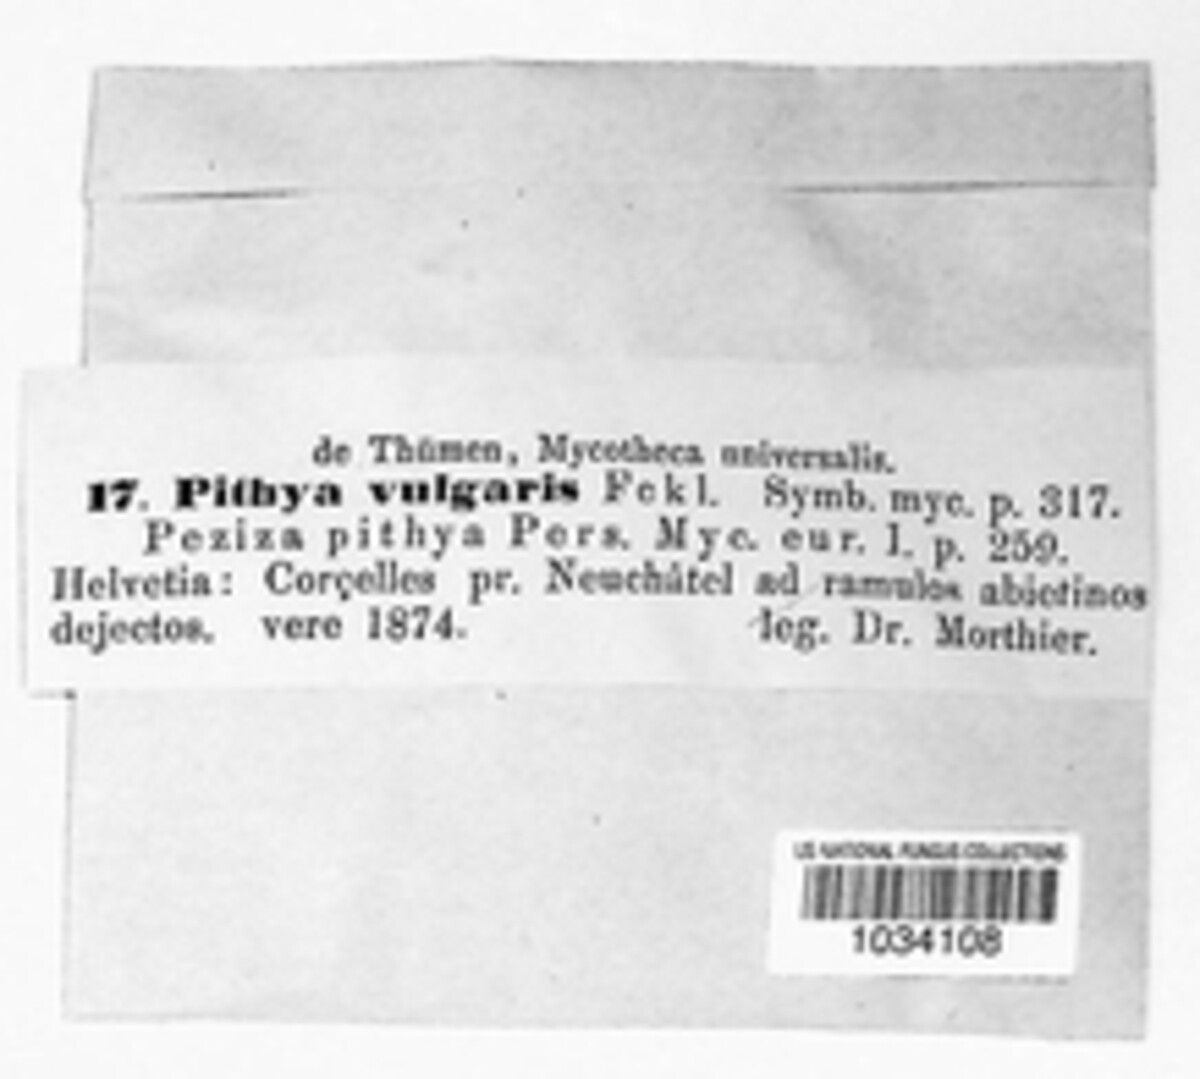 de Thümen, Mycotheca universalis.
17. Pithya vulgaris Fckl. Symb. myc. p. 317.
Peziza pithya Pers. Myc. eur. I. p. 259.
Helvetia: Corçelles pr. Neuchâtel ad ramulos abietinos
dejectos. vere 1874. leg. Dr. Morthier.
US NATIONAL FUNGUS COLLECTIONS
1034108